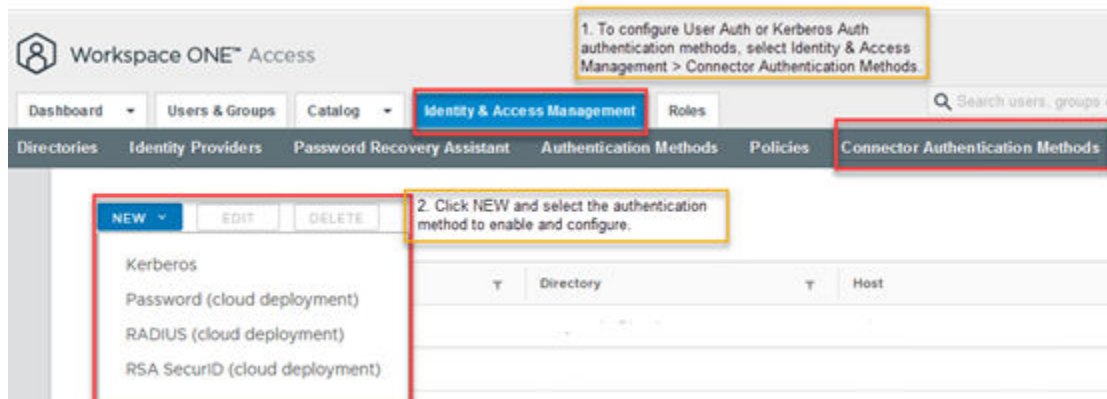 Workspace ONE™ Access
1. To configure User Auth or Kerberos Auth
authentication methods, select Identity & Access
Management > Connector Authentication Methods.
Dashboard Users & Groups Catalog Identity & Access Management Roles Search users, groups
Directories Identity Providers Password Recovery Assistant Authentication Methods Policies Connector Authentication Methods
NEW EDIT DELETE
2. Click NEW and select the authentication
method to enable and configure.
Kerberos
Password (cloud deployment)
RADIUS (cloud deployment)
RSA SecurID (cloud deployment)
Directory Host